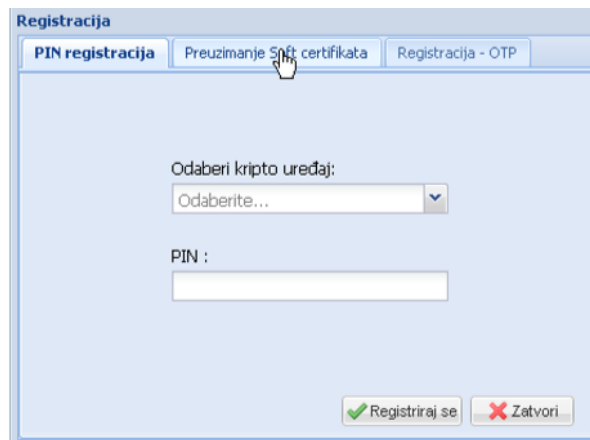 Registracija
PIN registracija Preuzimanje Soft certifikata Registracija - OTP
Odaberi kripto uređaj:
Odaberite...
PIN :
Registriraj se Zatvori